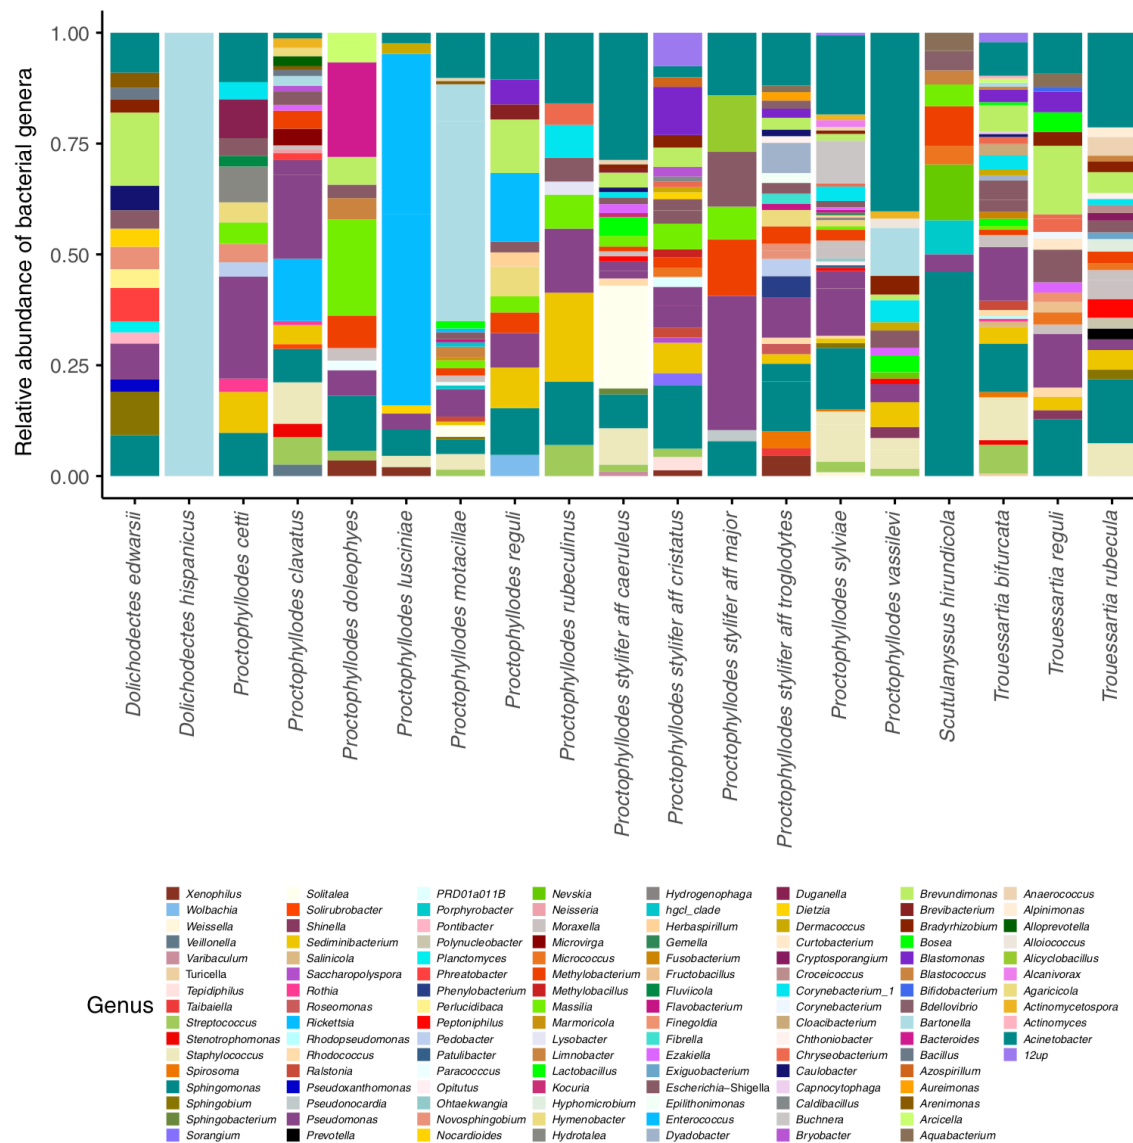 Relative abundance of bacterial genera
1.00
0.75
0.50
0.25
0.00
Dolichodectes edwarsii
Dolichodectes hispanicus
Proctophyllodes cetti
Proctophyllodes clavatus
Proctophyllodes doleophyes
Proctophyllodes lusciniae
Proctophyllodes motacillae
Proctophyllodes reguli
Proctophyllodes rubeculinus
Proctophyllodes stylifer aff caeruleus
Proctophyllodes stylifer aff cristatus
Proctophyllodes stylifer aff major
Proctophyllodes stylifer aff troglodytes
Proctophyllodes sylviae
Proctophyllodes vassilevi
Scutulanyssus hirundicola
Trouessartia bifurcata
Trouessartia reguli
Trouessartia rubecula
Genus
Xenophilus
Wolbachia
Weissella
Veillonella
Varibaculum
Turicella
Tepidiphilus
Taibaiella
Streptococcus
Stenotrophomonas
Staphylococcus
Spirosoma
Sphingomonas
Sphingobium
Sphingobacterium
Sorangium
Solitalea
Solirubrobacter
Shinella
Sediminibacterium
Salinicola
Saccharopolyspora
Rothia
Roseomonas
Rickettsia
Rhodopseudomonas
Rhodococcus
Ralstonia
Pseudoxanthomonas
Pseudonocardia
Pseudomonas
Prevotella
PRD01a011B
Porphyrobacter
Pontibacter
Polynucleobacter
Planctomyces
Phreatobacter
Phenylobacterium
Perlucidibaca
Peptoniphilus
Pedobacter
Patulibacter
Paracoccus
Opitutus
Ohtaekwangia
Novosphingobium
Nocardioides
Nevskia
Neisseria
Moraxella
Microvirga
Micrococcus
Methylobacterium
Methylobacillus
Massilia
Marmoricola
Lysobacter
Limnobacter
Lactobacillus
Kocuria
Hyphomicrobium
Hymenobacter
Hydrotalea
Hydrogenophaga
hgcl_clade
Herbaspirillum
Gemella
Fusobacterium
Fructobacillus
Fluviicola
Flavobacterium
Finegoldia
Fibrella
Ezakiella
Exiguobacterium
Escherichia−Shigella
Epilithonimonas
Enterococcus
Dyadobacter
Duganella
Dietzia
Dermacoccus
Curtobacterium
Cryptosporangium
Croceicoccus
Corynebacterium_1
Corynebacterium
Cloacibacterium
Chthoniobacter
Chryseobacterium
Caulobacter
Capnocytophaga
Caldibacillus
Buchnera
Bryobacter
Brevundimonas
Brevibacterium
Bradyrhizobium
Bosea
Blastomonas
Blastococcus
Bifidobacterium
Bdellovibrio
Bartonella
Bacteroides
Bacillus
Azospirillum
Aureimonas
Arenimonas
Arcicella
Aquabacterium
Anaerococcus
Alpinimonas
Alloprevotella
Alloiococcus
Alicyclobacillus
Alcanivorax
Agaricicola
Actinomycetospora
Actinomyces
Acinetobacter
12up